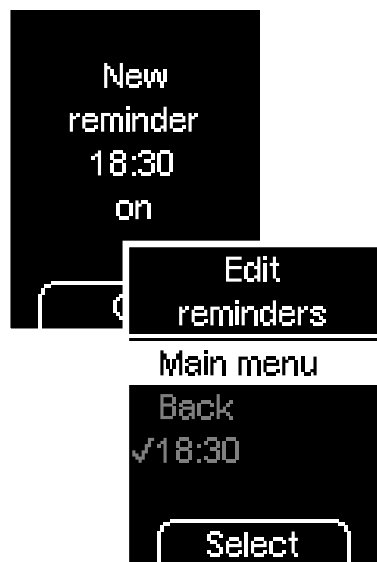 New
reminder
18:30
on
Edit
reminders
Main menu
Back
✓18:30
Select